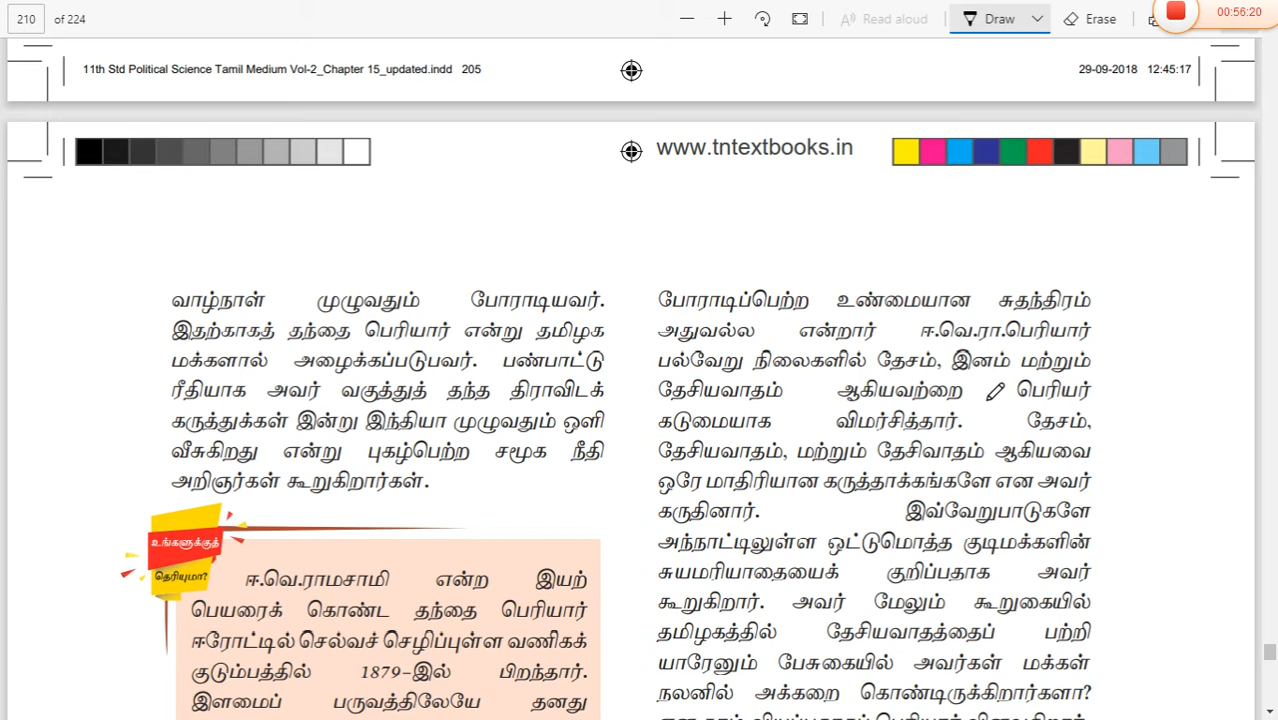 210 of 224
Read aloud
Draw
Erase
00:56:20
11th Std Political Science Tamil Medium Vol-2_Chapter 15_updated.indd 205
29-09-2018 12:45:17
www.tntextbooks.in
வாழ்நாள் முழுவதும் போராடியவர்.
இதற்காகத் தந்தை பெரியார் என்று தமிழக
மக்களால் அழைக்கப்படுபவர். பண்பாட்டு
ரீதியாக அவர் வகுத்துத் தந்த திராவிடக்
கருத்துக்கள் இன்று இந்தியா முழுவதும் ஒளி
வீசுகிறது என்று புகழ்பெற்ற சமூக நீதி
அறிஞர்கள் கூறுகிறார்கள்.
உங்களுக்குத்
தெரியுமா?
ஈ.வெ.ராமசாமி என்ற இயற்
பெயரைக் கொண்ட தந்தை பெரியார்
ஈரோட்டில் செல்வச் செழிப்புள்ள வணிகக்
குடும்பத்தில் 1879-இல் பிறந்தார்.
இளமைப் பருவத்திலேயே தனது
போராடிப்பெற்ற உண்மையான சுதந்திரம்
அதுவல்ல என்றார் ஈ.வெ.ரா.பெரியார்
பல்வேறு நிலைகளில் தேசம், இனம் மற்றும்
தேசியவாதம் ஆகியவற்றை பெரியர்
கடுமையாக விமர்சித்தார். தேசம்,
தேசியவாதம், மற்றும் தேசிவாதம் ஆகியவை
ஒரே மாதிரியான கருத்தாக்கங்களே என அவர்
கருதினார். இவ்வேறுபாடுகளே
அந்நாட்டிலுள்ள ஒட்டுமொத்த குடிமக்களின்
சுயமரியாதையைக் குறிப்பதாக அவர்
கூறுகிறார். அவர் மேலும் கூறுகையில்
தமிழகத்தில் தேசியவாதத்தைப் பற்றி
யாரேனும் பேசுகையில் அவர்கள் மக்கள்
நலனில் அக்கறை கொண்டிருக்கிறார்களா?